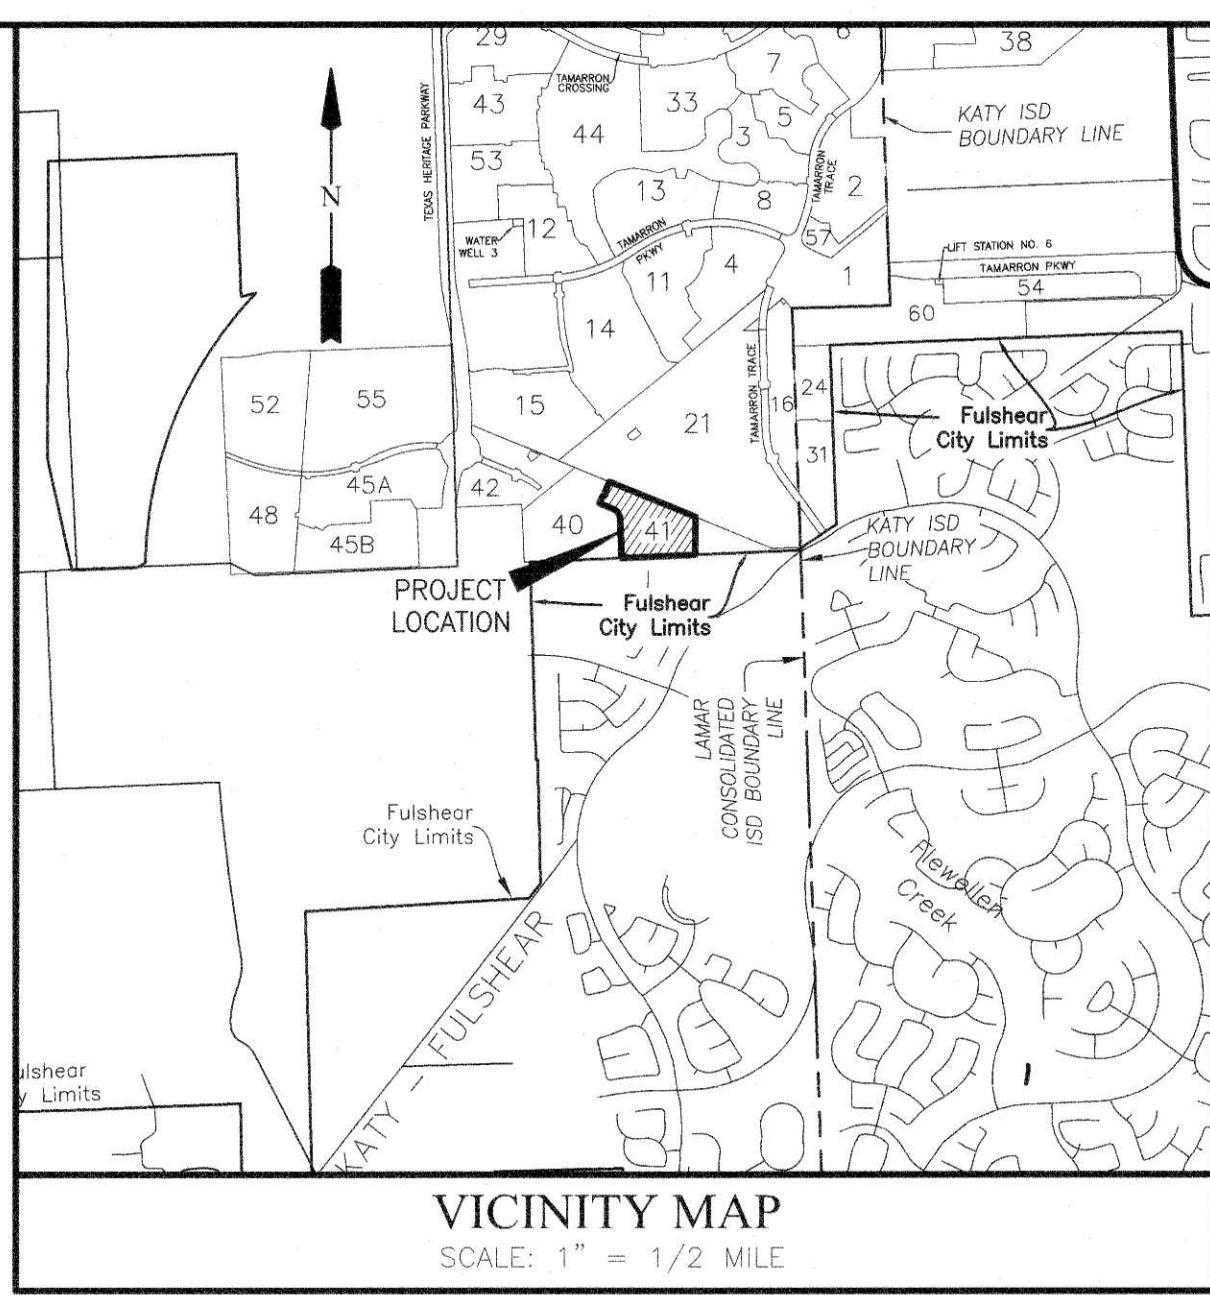 29
TAMARRON
CROSSING
7
38
43
33
5
KATY ISD
BOUNDARY LINE
TEXAS HERITAGE PARKWAY
44
3
53
TAMARRON
TRACE
N
13
2
8
12
WATER
WELL 3
TAMARRON
PKWY
57
LIFT STATION NO. 6
TAMARRON PKWY
4
11
1
54
60
14
TAMARRON TRACE
52
55
15
16
24
21
Fulshear
City Limits
31
42
45A
48
40
41
45B
KATY ISD
BOUNDARY
LINE
PROJECT
LOCATION
Fulshear
City Limits
LAMAR
CONSOLIDATED
ISD BOUNDARY
LINE
Fulshear
City Limits
Flewellen
Creek
KATY - FULSHEAR
ulshear
y Limits
VICINITY MAP
SCALE: 1" = 1/2 MILE